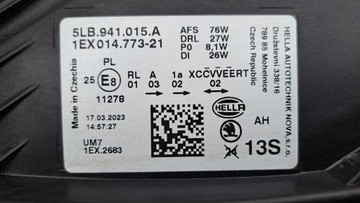 5LB.941.015.A
1EX014.773-21
AFS 76W
DRL 27W
P0 8,1W
DI 26W
HELLA AUTOTECHNIK NOVA, s.r.o.
Družstevní 338/16
789 85 Mohelnice
Czech Republic
Made in Czechia
PL
25 E8
11278
RL A 1a XCCVVEERT
01 03 02 02
17.03.2023
14:57:27
UM7
1EX.2683
HELLA
AH
24
13S